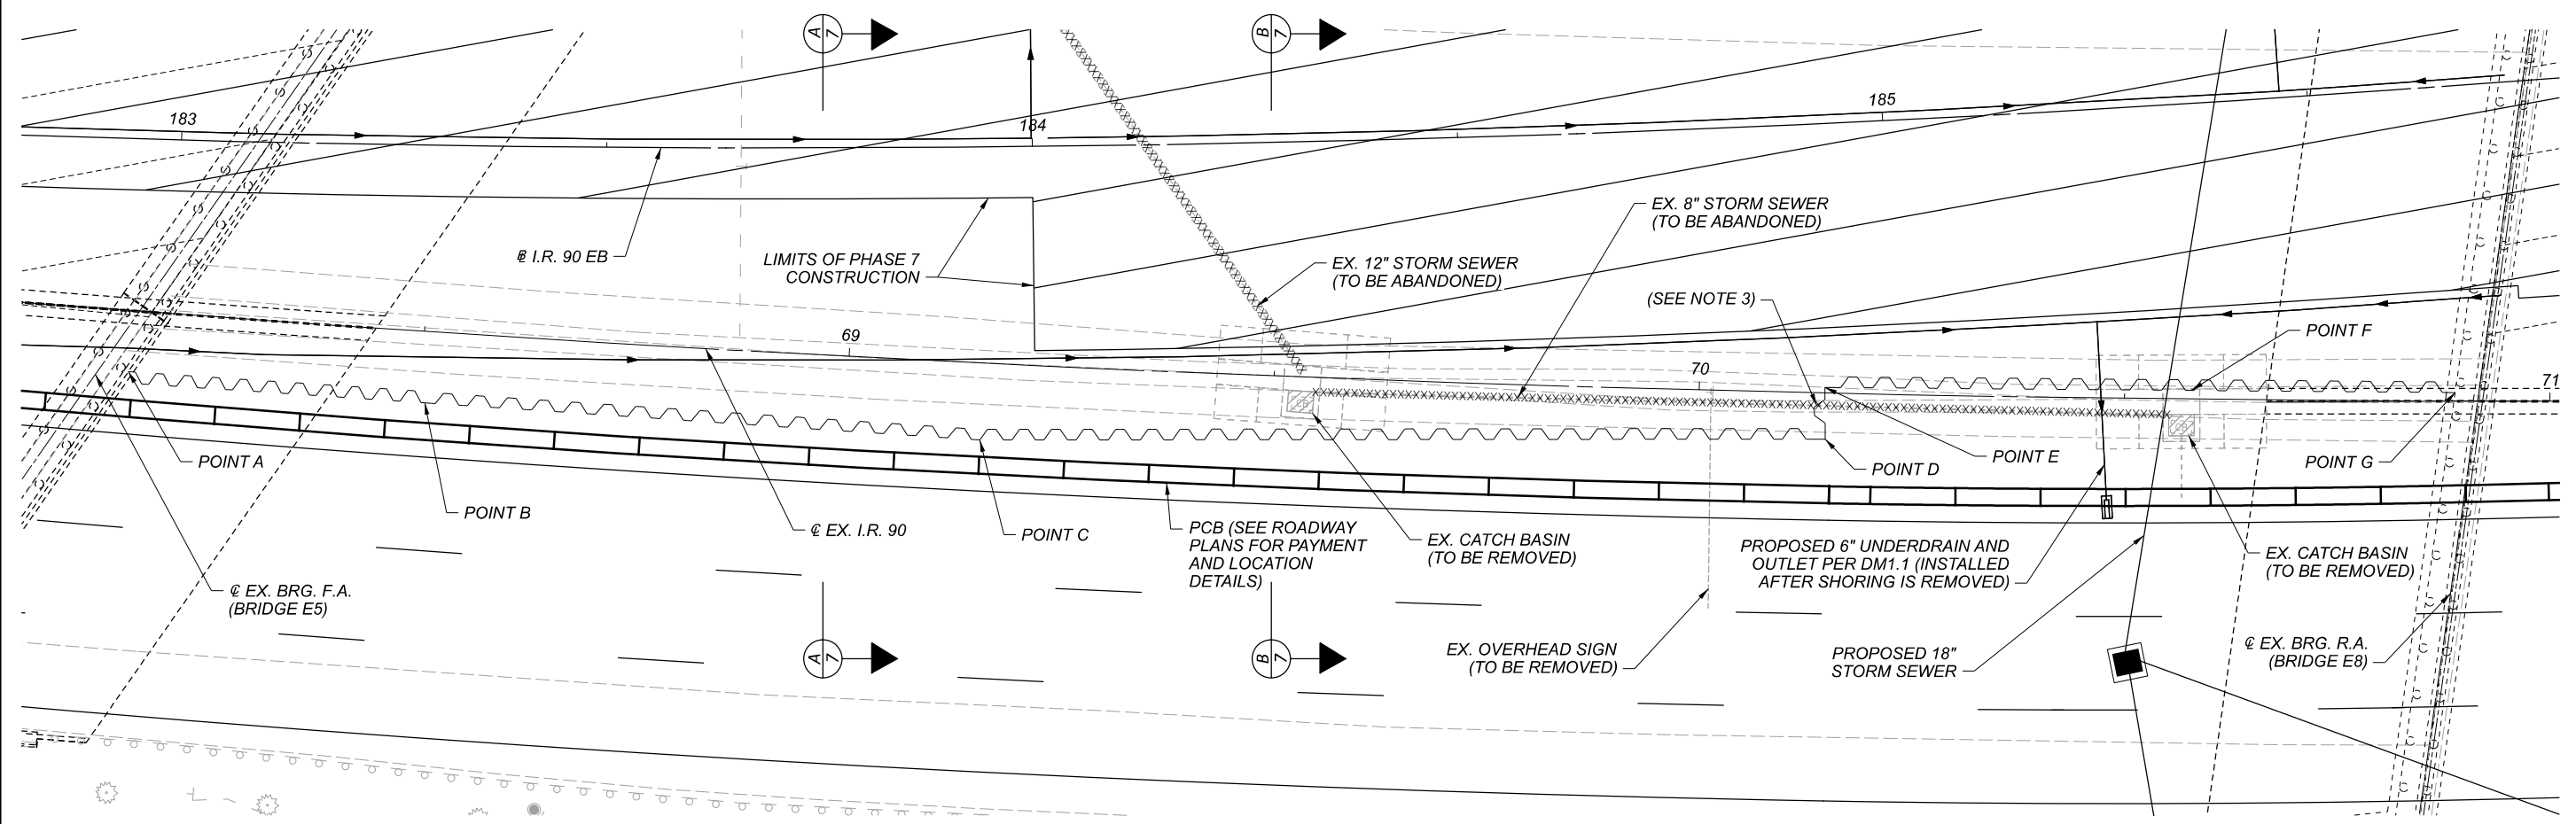 A
7
B
7
183
184
185
EX. 8" STORM SEWER
(TO BE ABANDONED)
℄ I.R. 90 EB
LIMITS OF PHASE 7
CONSTRUCTION
EX. 12" STORM SEWER
(TO BE ABANDONED)
(SEE NOTE 3)
POINT F
69
70
71
POINT A
POINT B
℄ EX. I.R. 90
POINT C
PCB (SEE ROADWAY
PLANS FOR PAYMENT
AND LOCATION
DETAILS)
EX. CATCH BASIN
(TO BE REMOVED)
POINT D
POINT E
POINT G
PROPOSED 6" UNDERDRAIN AND
OUTLET PER DM1.1 (INSTALLED
AFTER SHORING IS REMOVED)
EX. CATCH BASIN
(TO BE REMOVED)
℄ EX. BRG. F.A.
(BRIDGE E5)
EX. OVERHEAD SIGN
(TO BE REMOVED)
PROPOSED 18"
STORM SEWER
℄ EX. BRG. R.A.
(BRIDGE E8)
A
7
B
7